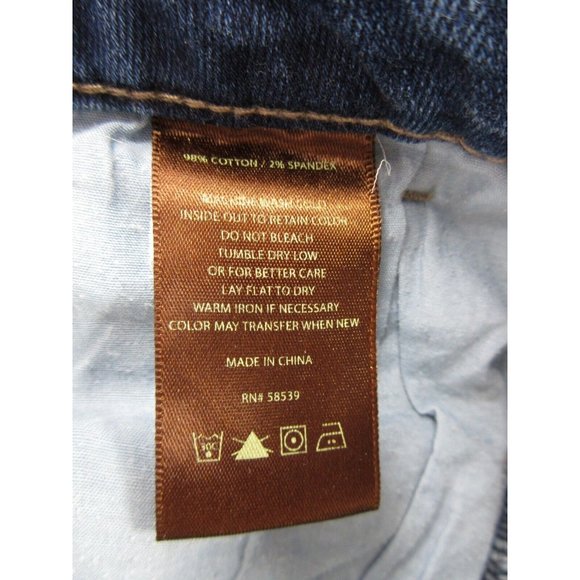 98% COTTON / 2% SPANDEX
MACHINE WASH COLD
INSIDE OUT TO RETAIN COLOR
DO NOT BLEACH
TUMBLE DRY LOW
OR FOR BETTER CARE
LAY FLAT TO DRY
WARM IRON IF NECESSARY
COLOR MAY TRANSFER WHEN NEW
MADE IN CHINA
RN# 58539
30C